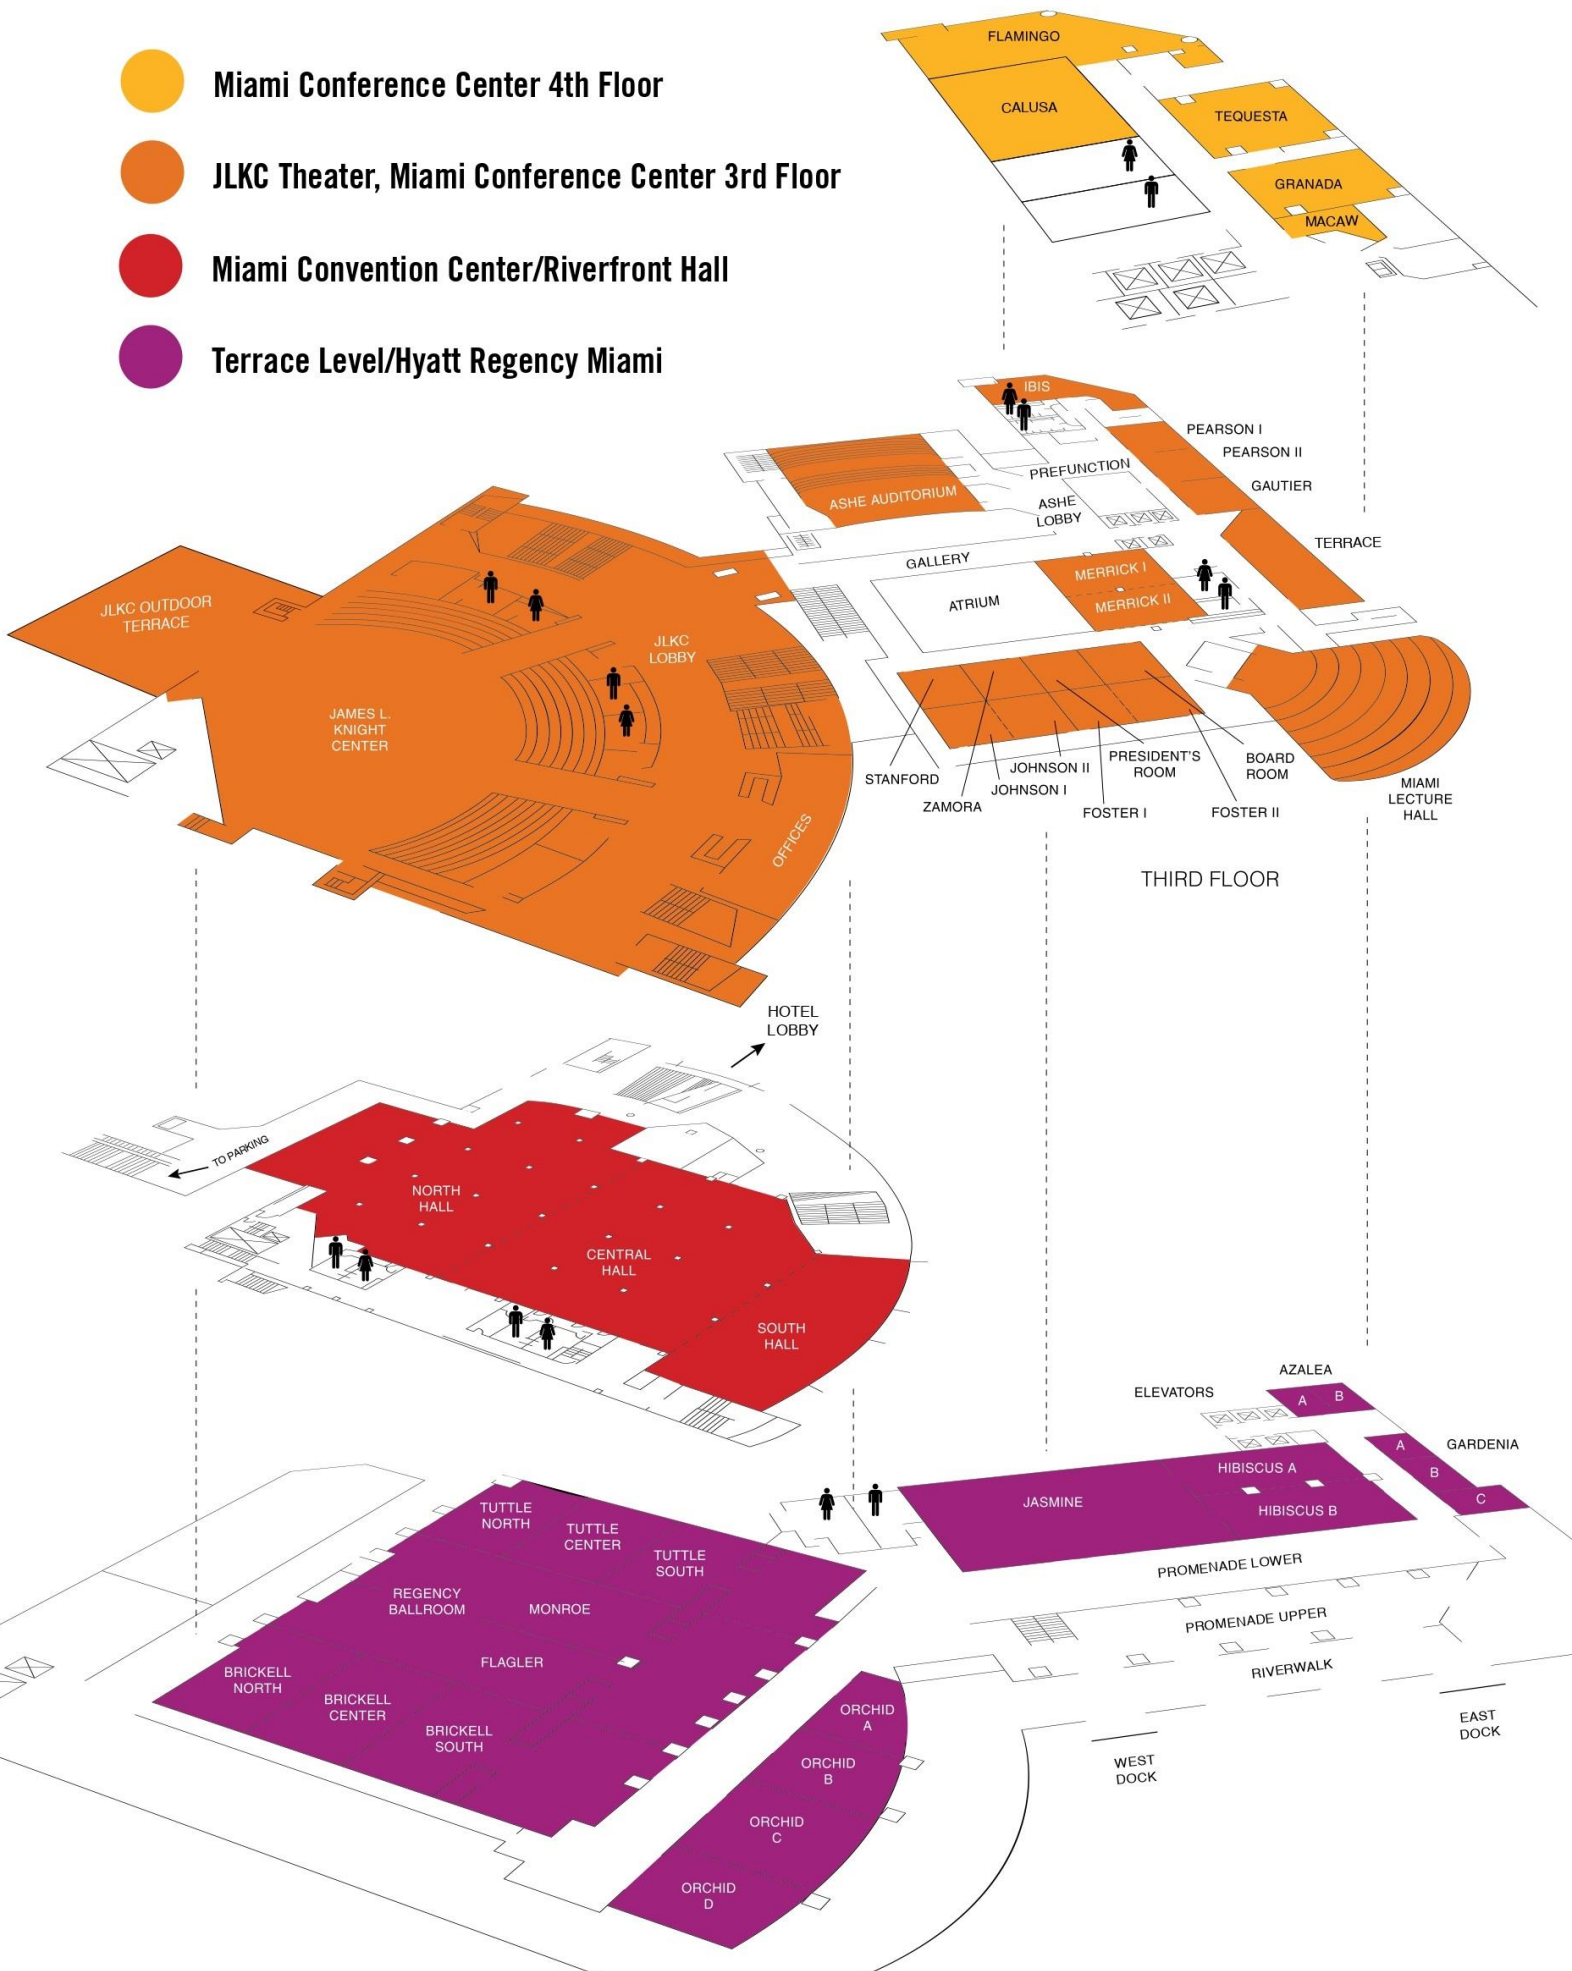 Miami Conference Center 4th Floor
JLKC Theater, Miami Conference Center 3rd Floor
Miami Convention Center/Riverfront Hall
Terrace Level/Hyatt Regency Miami
FLAMINGO
CALUSA
TEQUESTA
GRANADA
MACAW
IBIS
PEARSON I
PEARSON II
GAUTIER
PREFUNCTION
ASHE AUDITORIUM
ASHE
LOBBY
TERRACE
GALLERY
MERRICK I
MERRICK II
ATRIUM
JLKC OUTDOOR
TERRACE
JLKC
LOBBY
JAMES L.
KNIGHT
CENTER
OFFICES
STANFORD
ZAMORA
JOHNSON I
JOHNSON II
FOSTER I
PRESIDENT'S
ROOM
BOARD
ROOM
FOSTER II
MIAMI
LECTURE
HALL
THIRD FLOOR
HOTEL
LOBBY
TO PARKING
NORTH
HALL
CENTRAL
HALL
SOUTH
HALL
AZALEA
A B
ELEVATORS
GARDENIA
A
B
C
HIBISCUS A
HIBISCUS B
JASMINE
PROMENADE LOWER
PROMENADE UPPER
RIVERWALK
EAST
DOCK
WEST
DOCK
TUTTLE
NORTH
TUTTLE
CENTER
TUTTLE
SOUTH
REGENCY
BALLROOM
MONROE
FLAGLER
BRICKELL
NORTH
BRICKELL
CENTER
BRICKELL
SOUTH
ORCHID
A
ORCHID
B
ORCHID
C
ORCHID
D